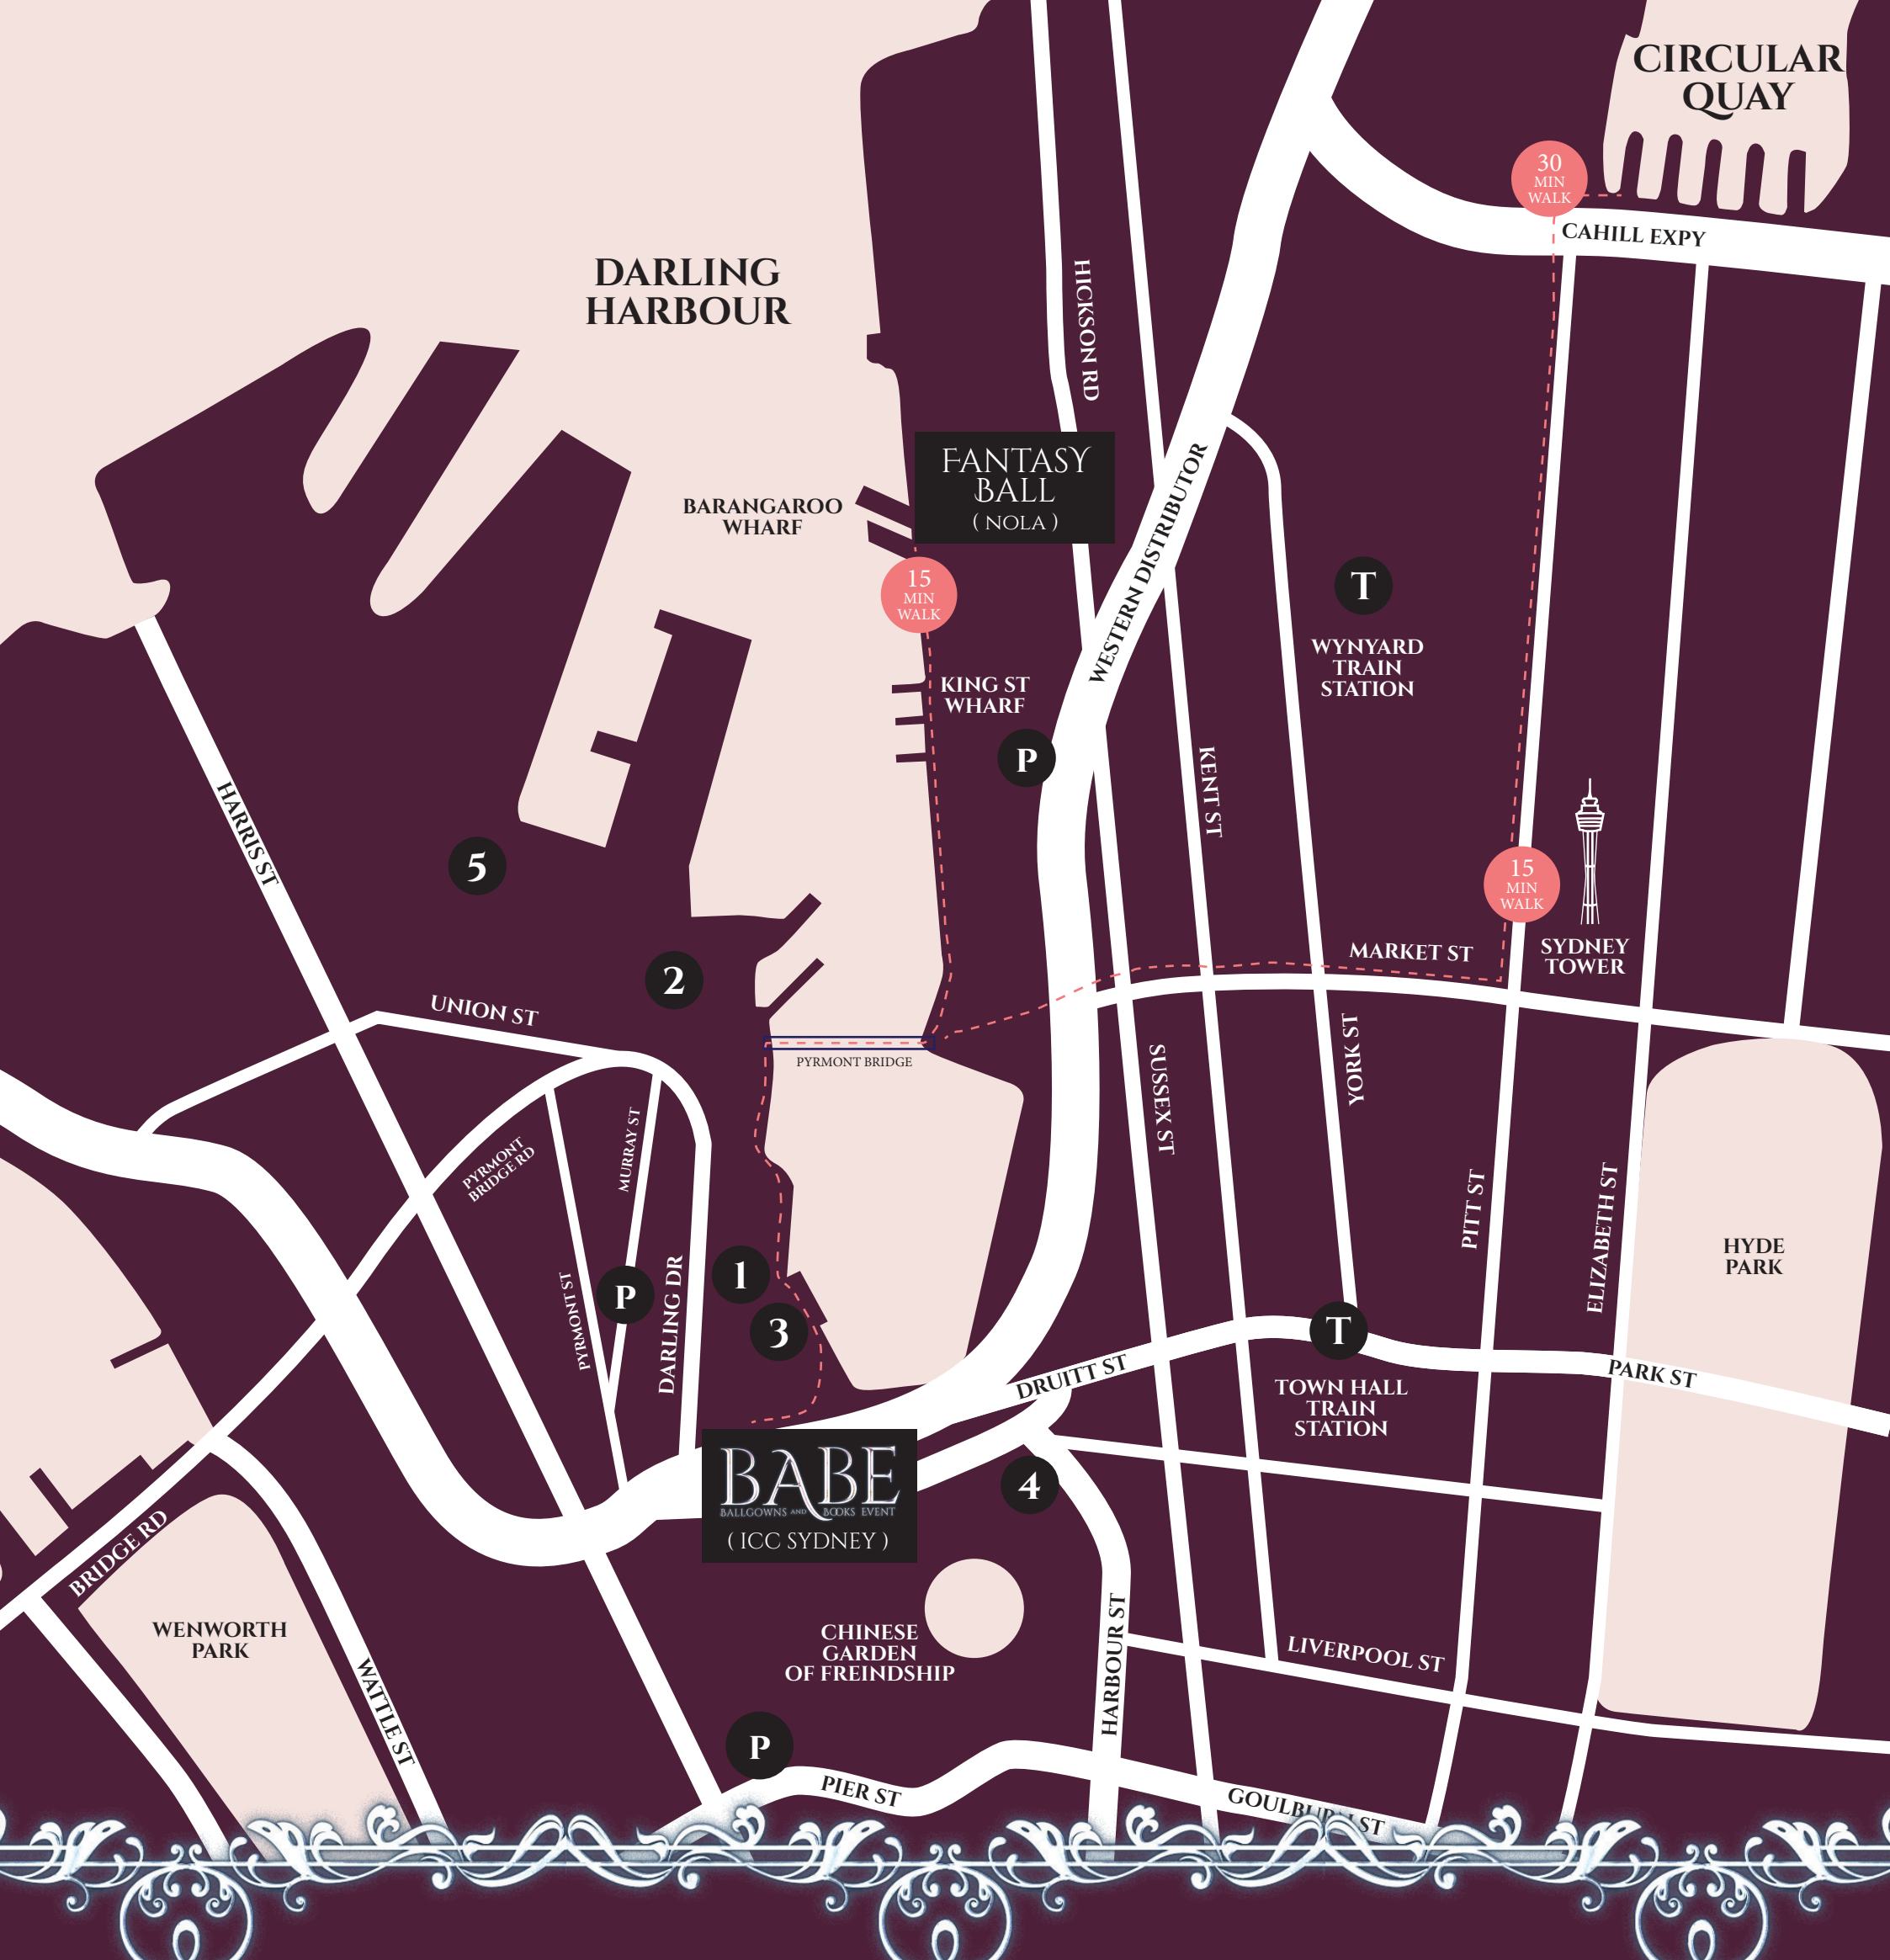 CIRCULAR
QUAY
30
MIN
WALK
CAHILL EXPY
DARLING
HARBOUR
HICKSON RD
FANTASY
BALL
( NOLA )
BARANGAROO
WHARF
WESTERN DISTRIBUTOR
15
MIN
WALK
T
WYNYARD
TRAIN
STATION
KING ST
WHARF
P
KENT ST
HARRIS ST
5
15
MIN
WALK
SYDNEY
TOWER
MARKET ST
2
UNION ST
PYRMONT BRIDGE
SUSSEX ST
YORK ST
PYRMONT
BRIDGE RD
MURRAY ST
PITT ST
ELIZABETH ST
HYDE
PARK
1
P
PYRMONT ST
DARLING DR
3
T
DRUITT ST
PARK ST
TOWN HALL
TRAIN
STATION
BABE
BALLGOWNS AND BOOKS EVENT
( ICC SYDNEY )
4
BRIDGE RD
WENWORTH
PARK
WATTLE ST
CHINESE
GARDEN
OF FREINDSHIP
HARBOUR ST
LIVERPOOL ST
P
PIER ST
GOULBURN ST